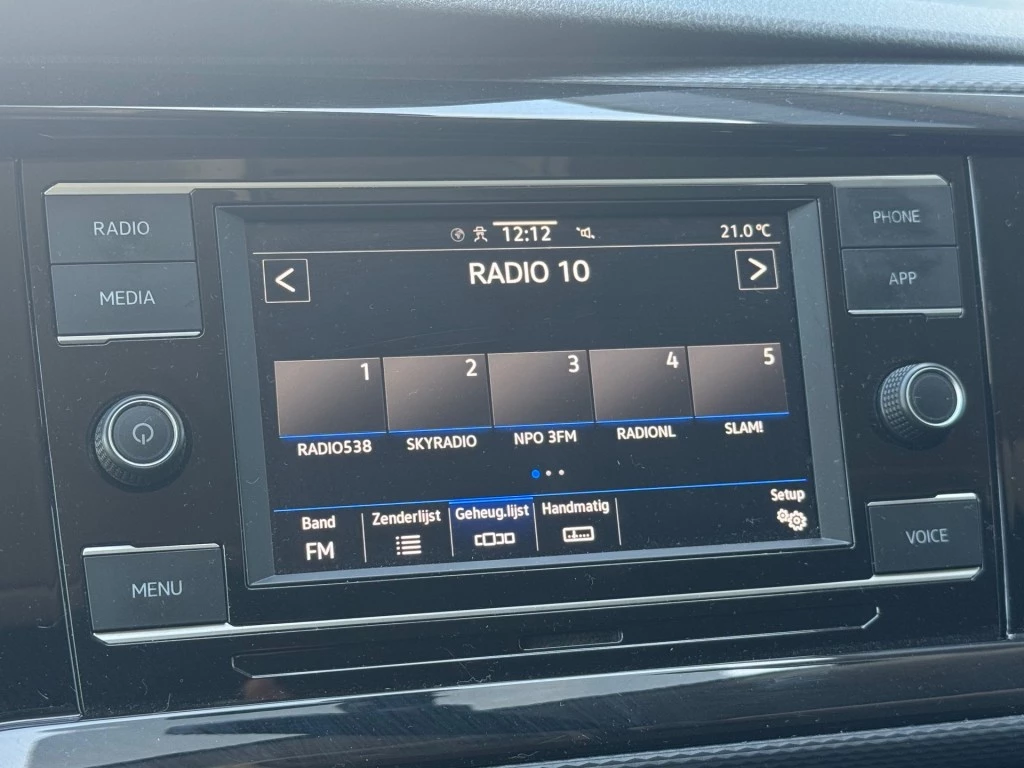 RADIO
MEDIA
MENU
12:12
21.0 °C
<
RADIO 10
>
1
2
3
4
5
RADIO538
SKYRADIO
NPO 3FM
RADIONL
SLAM!
Band
Zenderlijst
Geheug.lijst
Handmatig
Setup
FM
PHONE
APP
VOICE